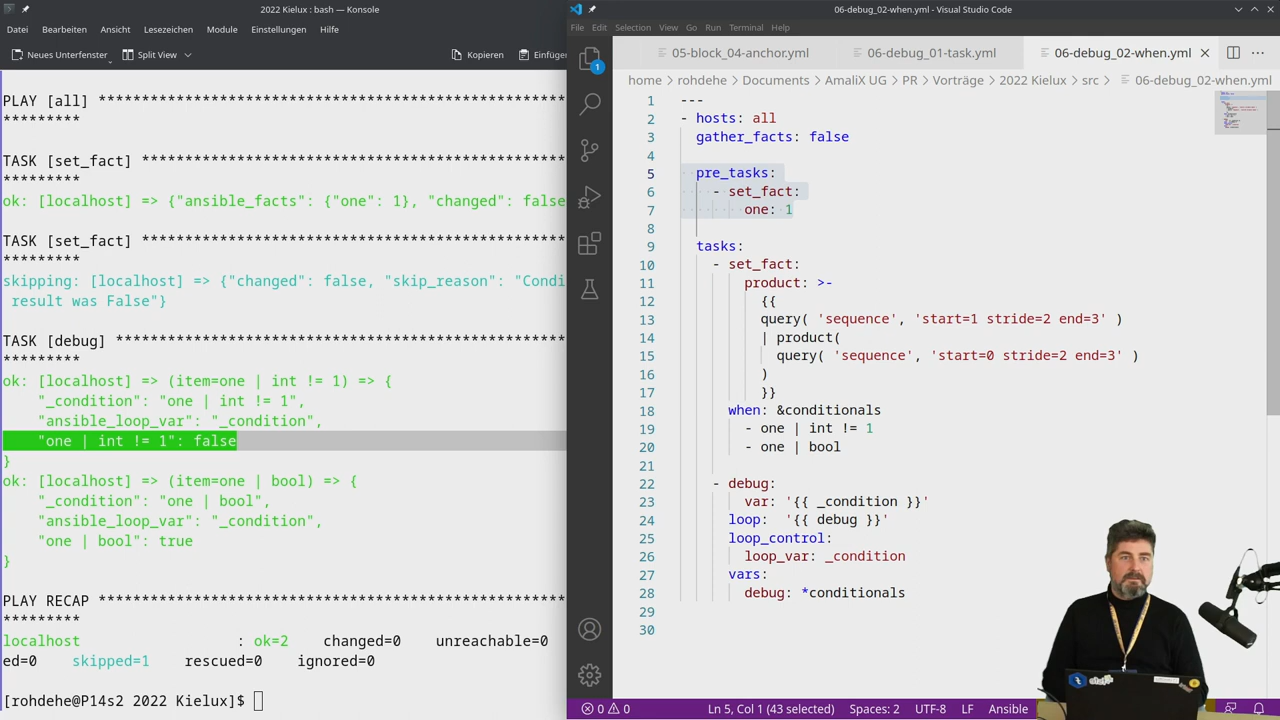 2022 Kielux : bash — Konsole
Datei Bearbeiten Ansicht Lesezeichen Module Einstellungen Hilfe
Neues Unterfenster Split View Kopieren Einfüger
PLAY [all] ****************************************************
*********
TASK [set_fact] ***********************************************
*********
ok: [localhost] => {"ansible_facts": {"one": 1}, "changed": false
TASK [set_fact] ***********************************************
*********
skipping: [localhost] => {"changed": false, "skip_reason": "Condi
result was False"}
TASK [debug] **************************************************
*********
ok: [localhost] => (item=one | int != 1) => {
"_condition": "one | int != 1",
"ansible_loop_var": "_condition",
"one | int != 1": false
}
ok: [localhost] => (item=one | bool) => {
"_condition": "one | bool",
"ansible_loop_var": "_condition",
"one | bool": true
}
PLAY RECAP ****************************************************
*********
localhost : ok=2 changed=0 unreachable=0
ed=0 skipped=1 rescued=0 ignored=0
[rohdehe@P14s2 2022 Kielux]$
06-debug_02-when.yml - Visual Studio Code
File Edit Selection View Go Run Terminal Help
05-block_04-anchor.yml 06-debug_01-task.yml 06-debug_02-when.yml
home > rohdehe > Documents > AmaliX UG > PR > Vorträge > 2022 Kielux > src > 06-debug_02-when.yml
1
1 ---
2 - hosts: all
3 gather_facts: false
4
5 pre_tasks:
6 - set_fact:
7 one: 1
8
9 tasks:
10 - set_fact:
11 product: >-
12 {{
13 query( 'sequence', 'start=1 stride=2 end=3' )
14 | product(
15 query( 'sequence', 'start=0 stride=2 end=3' )
16 )
17 }}
18 when: &conditionals
19 - one | int != 1
20 - one | bool
21
22 - debug:
23 var: '{{ _condition }}'
24 loop: '{{ debug }}'
25 loop_control:
26 loop_var: _condition
27 vars:
28 debug: *conditionals
29
30
0 0 Ln 5, Col 1 (43 selected) Spaces: 2 UTF-8 LF Ansible